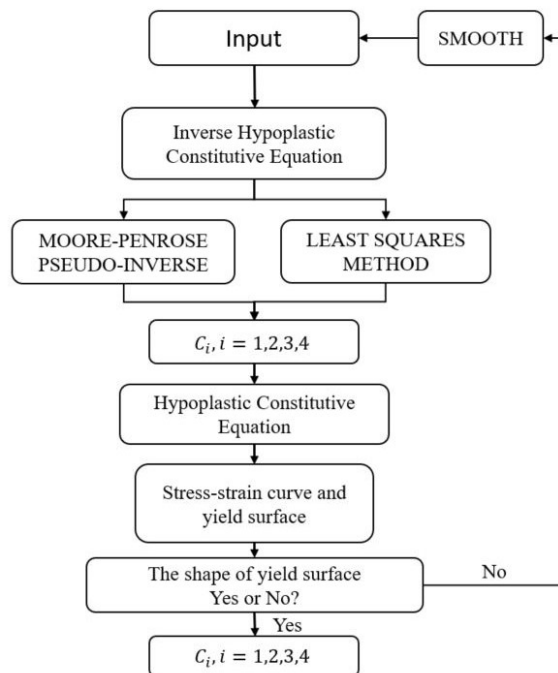 Input
SMOOTH
Inverse Hypoplastic
Constitutive Equation
MOORE-PENROSE
PSEUDO-INVERSE
LEAST SQUARES
METHOD
C_i, i = 1,2,3,4
Hypoplastic Constitutive
Equation
Stress-strain curve and
yield surface
The shape of yield surface
Yes or No?
No
Yes
C_i, i = 1,2,3,4